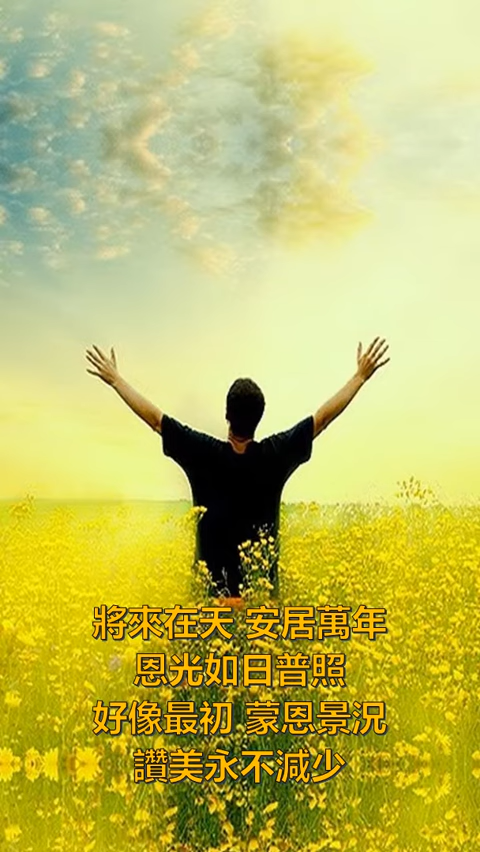 將來在天 安居萬年
恩光如日普照
好像最初 蒙恩景況
讚美永不減少